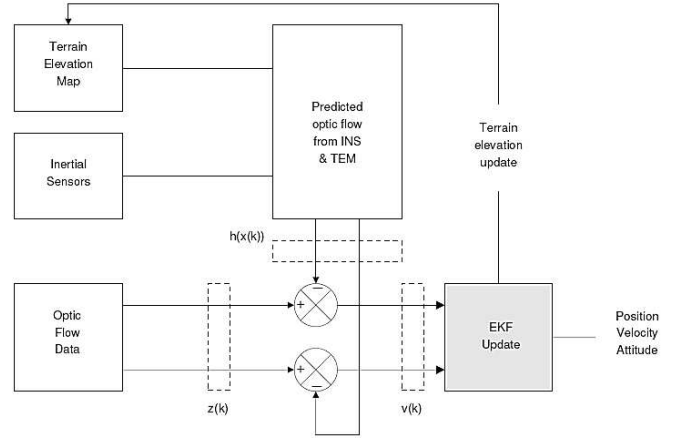 Terrain
Elevation
Map
Predicted
optic flow
from INS
& TEM
Terrain
elevation
update
Inertial
Sensors
h(x(k))
−
+
Optic
Flow
Data
EKF
Update
Position
Velocity
Attitude
+
−
z(k)
v(k)